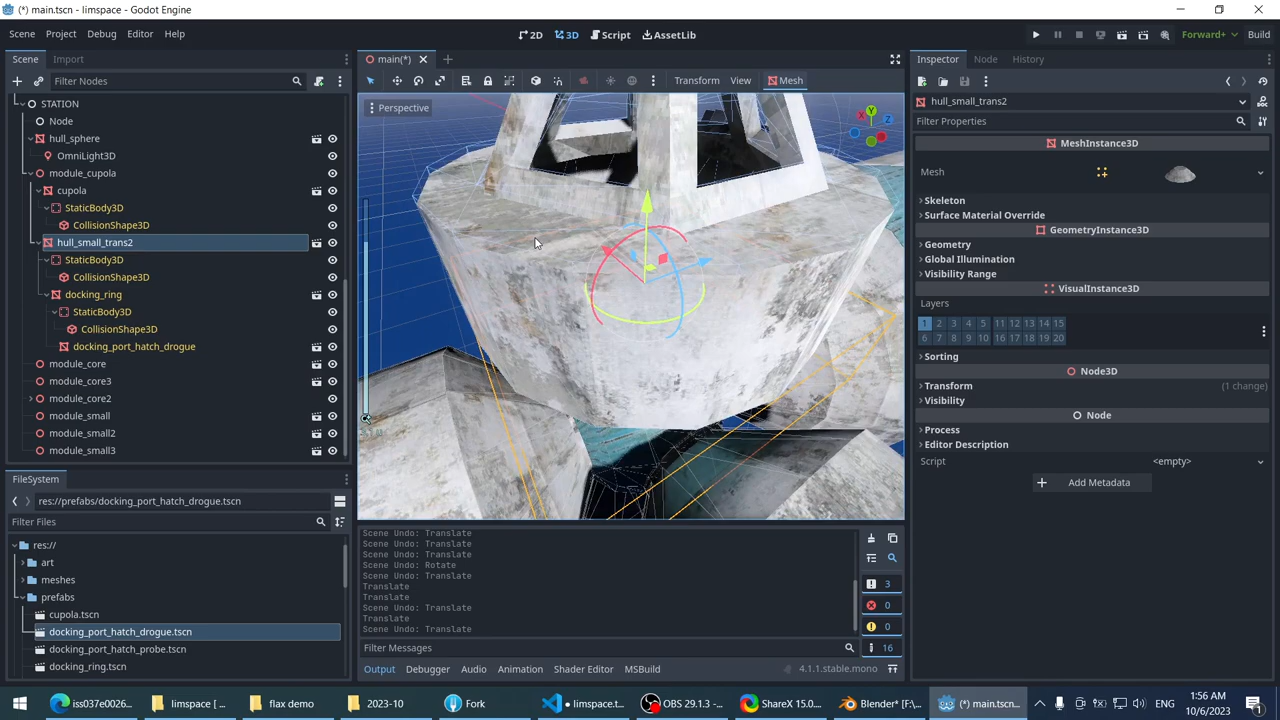 (*) main.tscn - limspace - Godot Engine
Scene Project Debug Editor Help
2D 3D Script AssetLib
Forward+ Build
Scene Import
Filter Nodes
STATION
Node
hull_sphere
OmniLight3D
module_cupola
cupola
StaticBody3D
CollisionShape3D
hull_small_trans2
StaticBody3D
CollisionShape3D
docking_ring
StaticBody3D
CollisionShape3D
docking_port_hatch_drogue
module_core
module_core3
module_core2
module_small
module_small2
module_small3
FileSystem
res://prefabs/docking_port_hatch_drogue.tscn
Filter Files
res://
art
meshes
prefabs
cupola.tscn
docking_port_hatch_drogue.tscn
docking_port_hatch_probe.tscn
docking_ring.tscn
main(*)
Transform View Mesh
Perspective
Y
X
Z
Scene Undo: Translate
Scene Undo: Translate
Scene Undo: Translate
Scene Undo: Rotate
Scene Undo: Translate
Translate
Translate
Scene Undo: Translate
Translate
Scene Undo: Translate
3
0
0
16
Filter Messages
Output Debugger Audio Animation Shader Editor MSBuild 4.1.1.stable.mono
Inspector Node History
hull_small_trans2
Filter Properties
MeshInstance3D
Mesh
Skeleton
Surface Material Override
GeometryInstance3D
Geometry
Global Illumination
Visibility Range
VisualInstance3D
Layers
1 2 3 4 5 11 12 13 14 15
6 7 8 9 10 16 17 18 19 20
Sorting
Node3D
Transform (1 change)
Visibility
Node
Process
Editor Description
Script <empty>
Add Metadata
iss037e0026... limspace [ ... flax demo 2023-10 Fork • limspace.t... OBS 29.1.3 - ... ShareX 15.0... Blender* [F:\... (*) main.tscn...
1:56 AM
10/6/2023
1